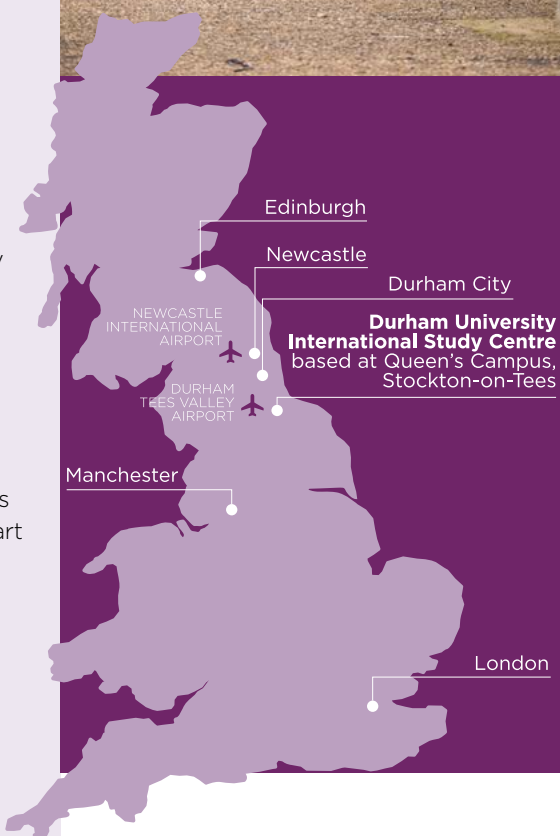 Edinburgh
Newcastle
Durham City
NEWCASTLE
INTERNATIONAL
AIRPORT
Durham University
International Study Centre
based at Queen's Campus,
Stockton-on-Tees
DURHAM
TEES VALLEY
AIRPORT
Manchester
London